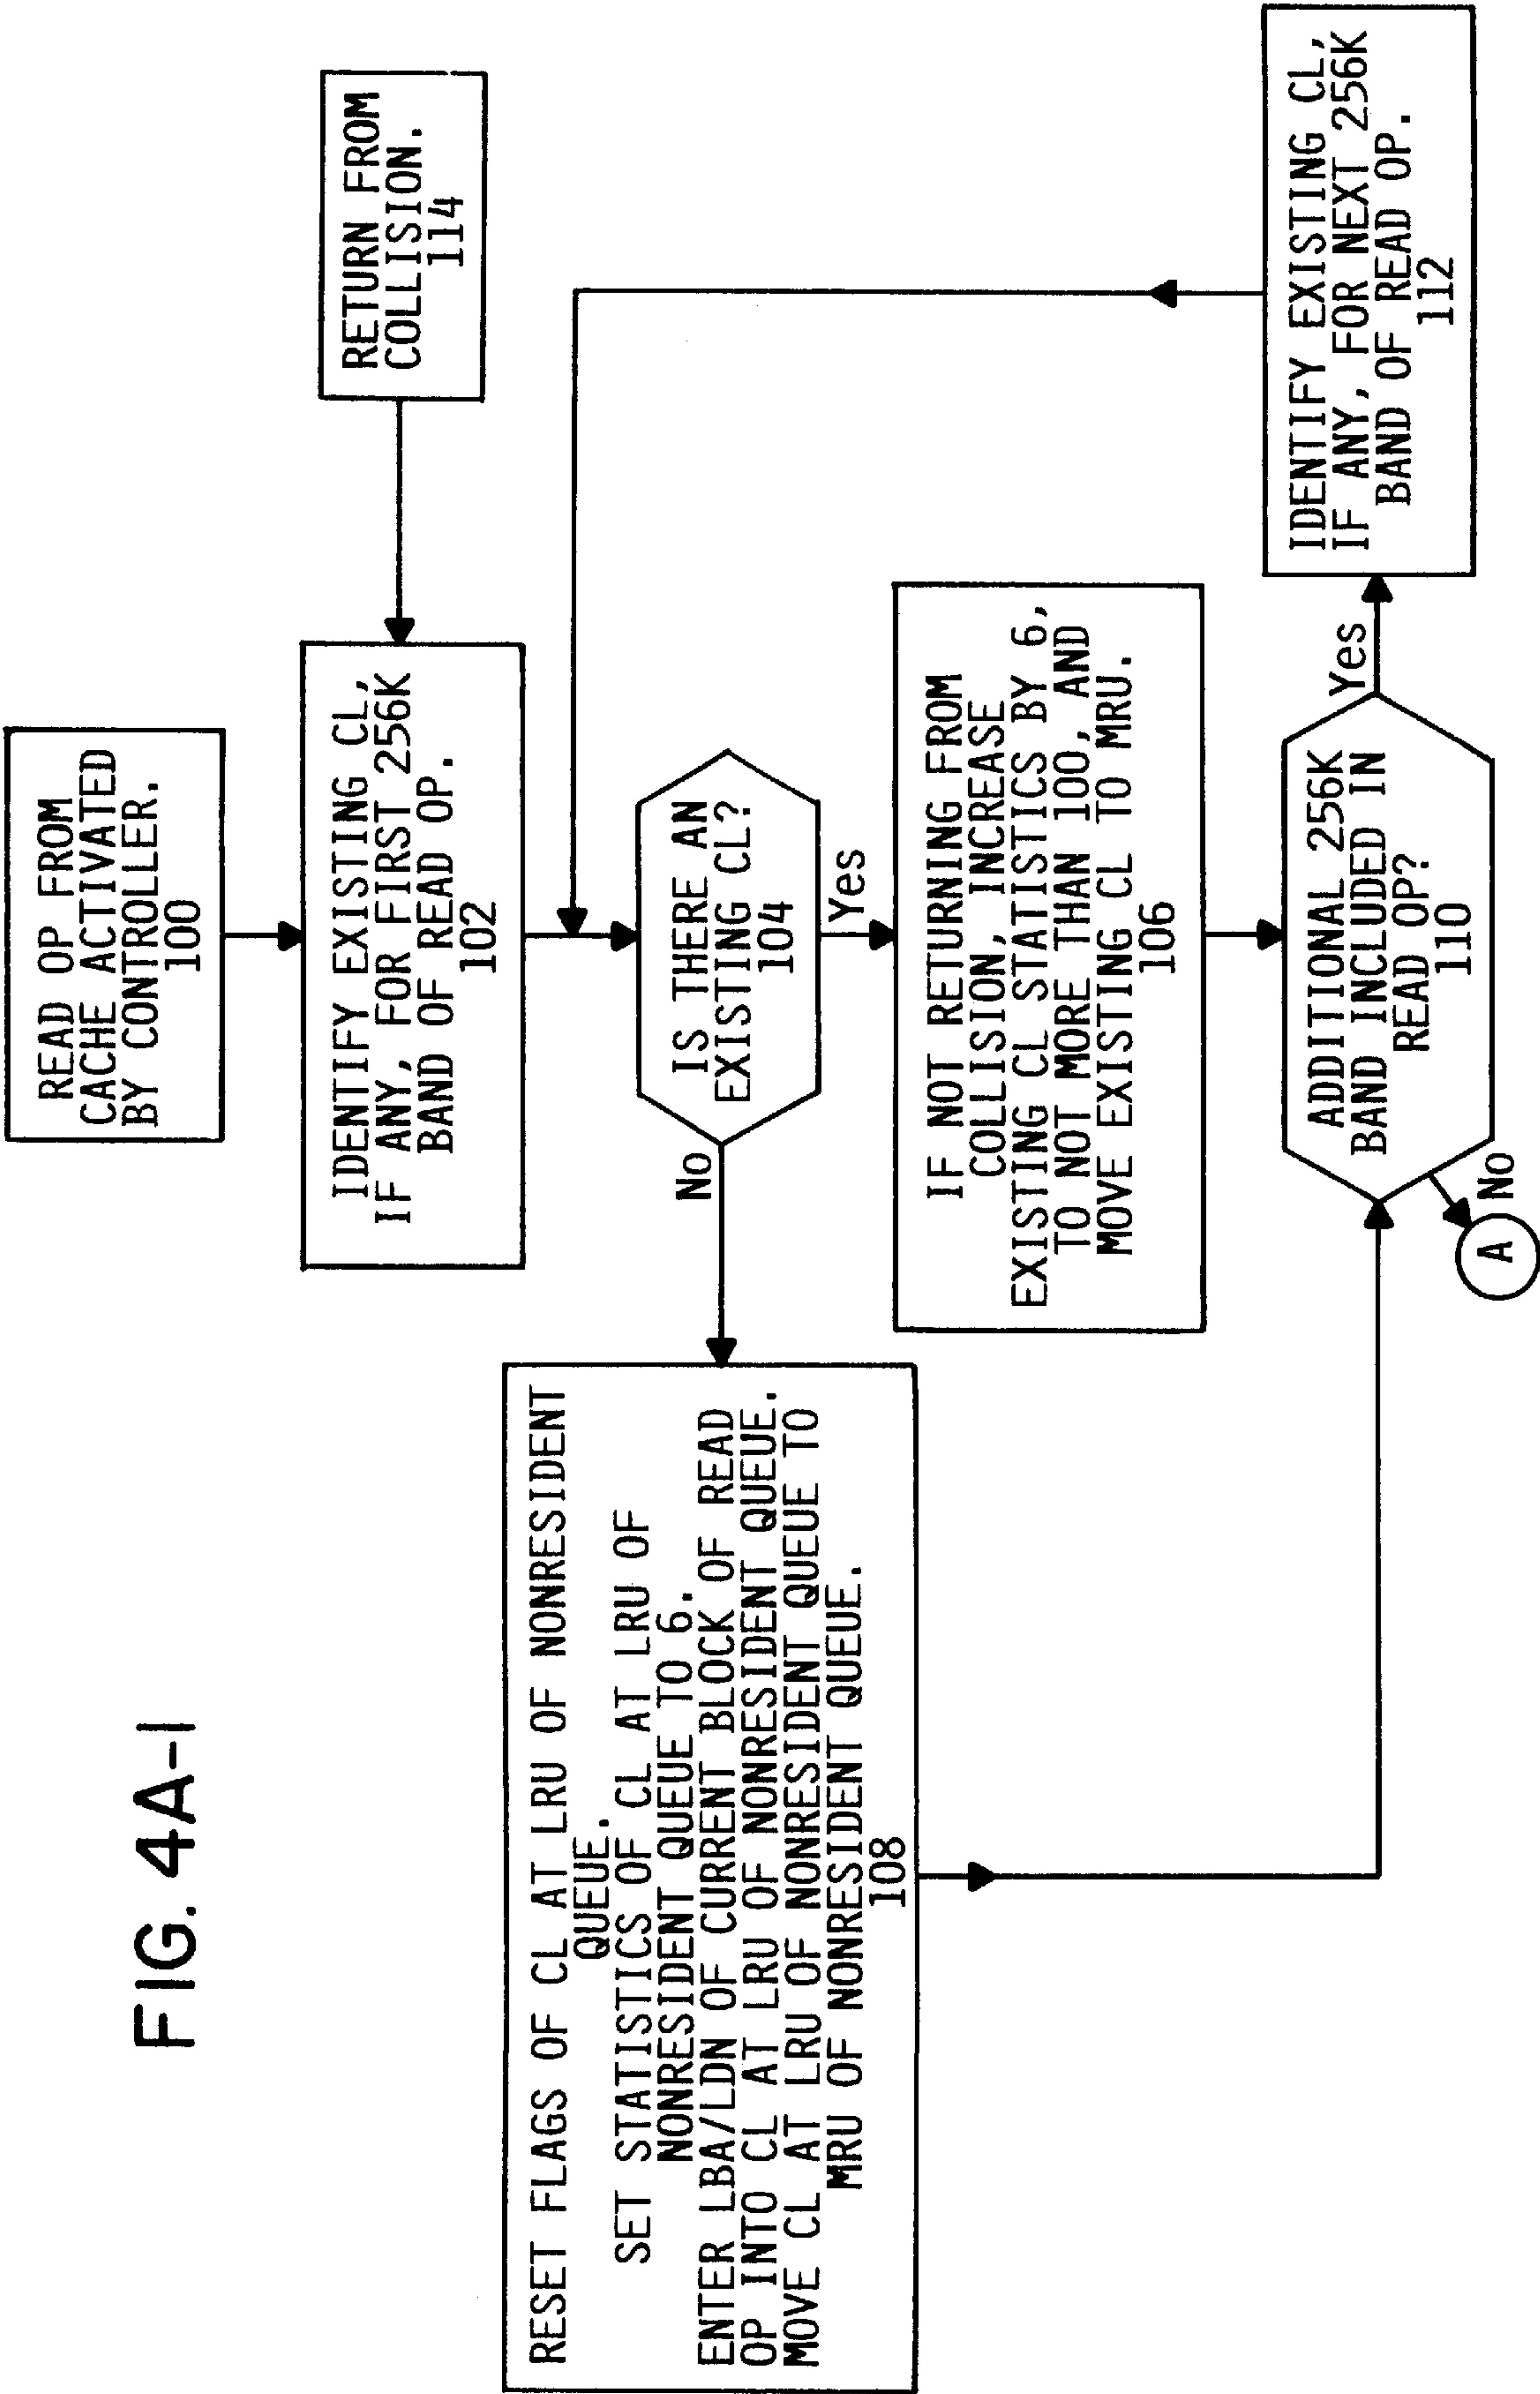 FIG. 4A-1
READ OP FROM
CACHE ACTIVATED
BY CONTROLLER.
100
RETURN FROM
COLLISION.
114
IDENTIFY EXISTING CL,
IF ANY, FOR FIRST 256K
BAND OF READ OP.
102
IS THERE AN
EXISTING CL?
104
No
Yes
RESET FLAGS OF CL AT LRU OF NONRESIDENT
QUEUE.
SET STATISTICS OF CL AT LRU OF
NONRESIDENT QUEUE TO 6.
ENTER LBA/LDN OF CURRENT BLOCK OF READ
OP INTO CL AT LRU OF NONRESIDENT QUEUE.
MOVE CL AT LRU OF NONRESIDENT QUEUE TO
MRU OF NONRESIDENT QUEUE.
108
IF NOT RETURNING FROM
COLLISION, INCREASE
EXISTING CL STATISTICS BY 6,
TO NOT MORE THAN 100, AND
MOVE EXISTING CL TO MRU.
106
ADDITIONAL 256K
BAND INCLUDED IN
READ OP?
110
Yes
No
A
IDENTIFY EXISTING CL,
IF ANY, FOR NEXT 256K
BAND OF READ OP.
112